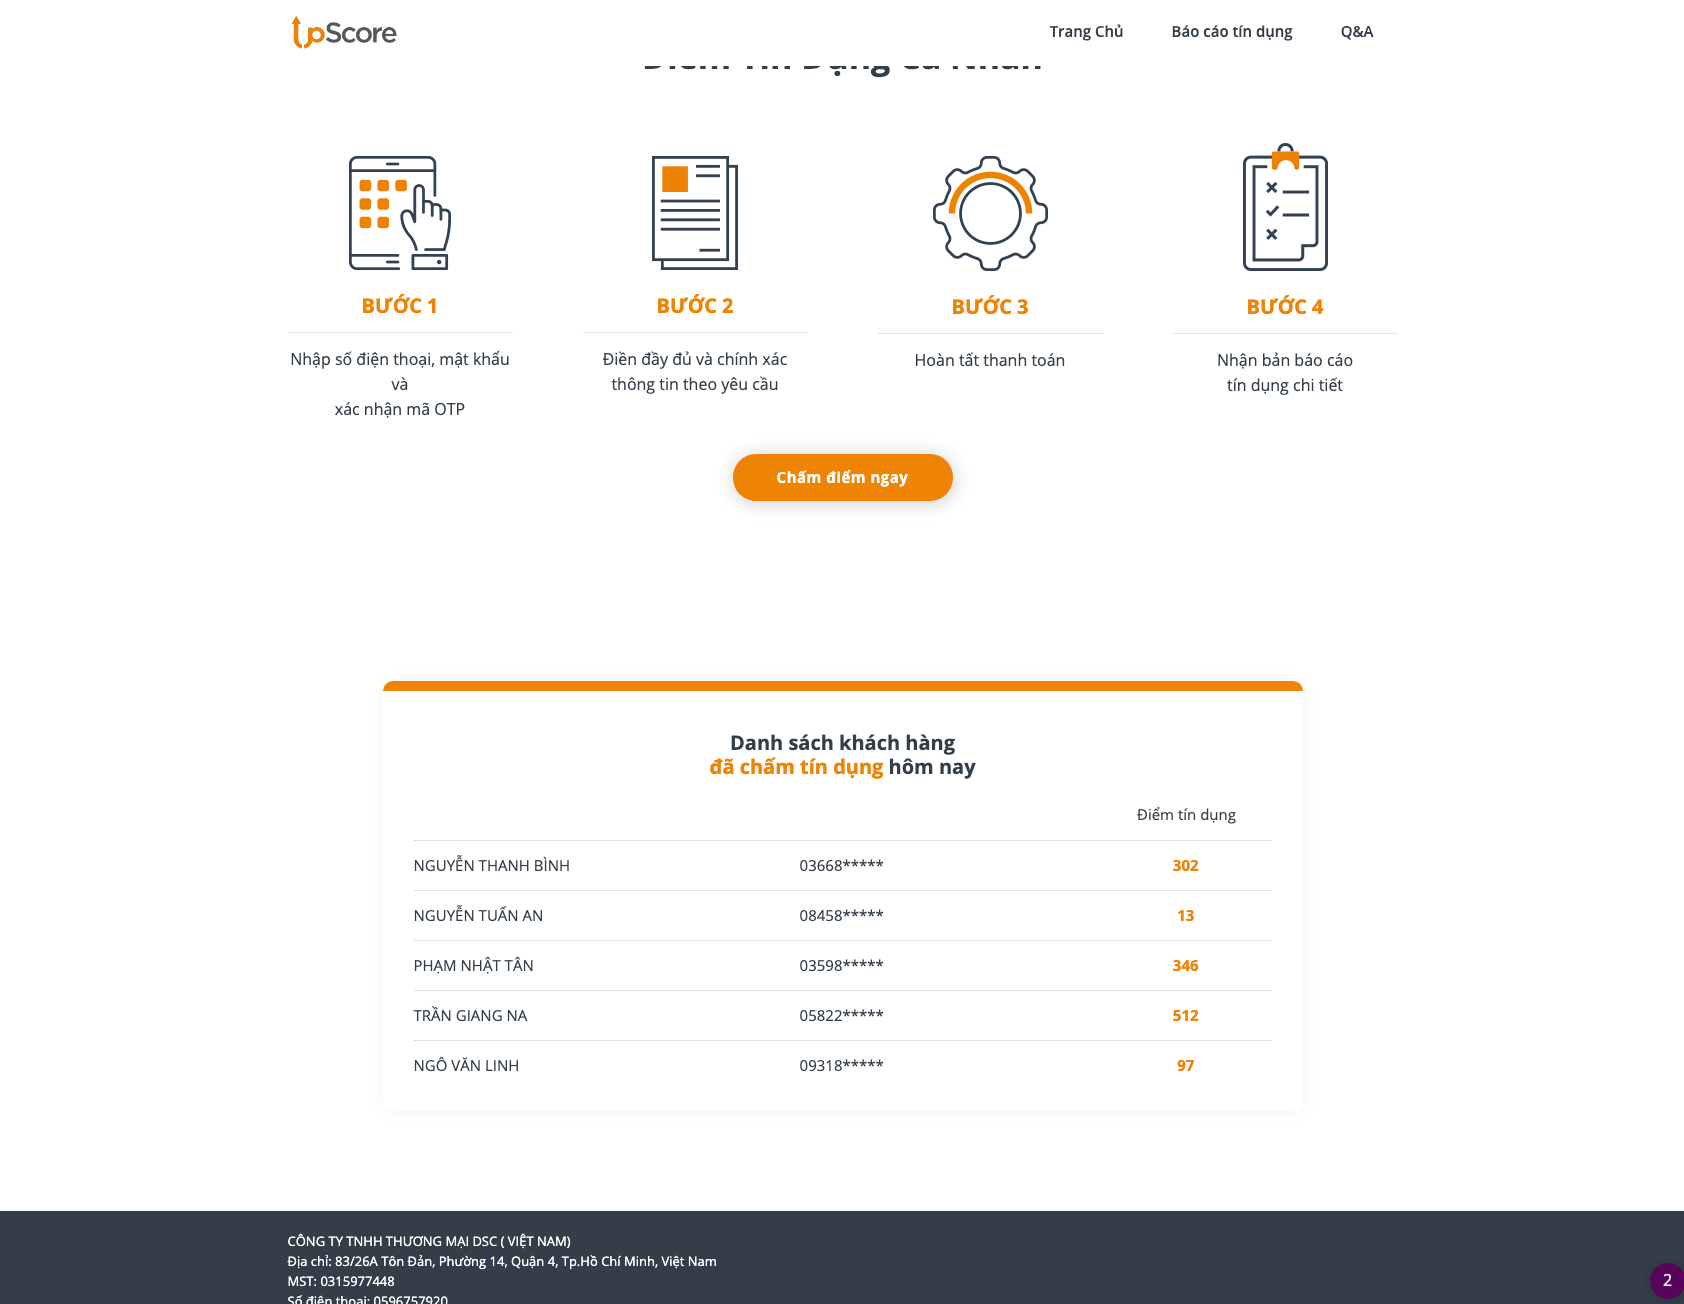 UpScore
Trang Chủ
Báo cáo tín dụng
Q&A
Điểm Tín Dụng Cá Nhân
BƯỚC 1
Nhập số điện thoại, mật khẩu
và
xác nhận mã OTP
BƯỚC 2
Điền đầy đủ và chính xác
thông tin theo yêu cầu
BƯỚC 3
Hoàn tất thanh toán
BƯỚC 4
Nhận bản báo cáo
tín dụng chi tiết
Chấm điểm ngay
Danh sách khách hàng
đã chấm tín dụng hôm nay
Điểm tín dụng
NGUYỄN THANH BÌNH 03668***** 302
NGUYỄN TUẤN AN 08458***** 13
PHẠM NHẬT TÂN 03598***** 346
TRẦN GIANG NA 05822***** 512
NGÔ VĂN LINH 09318***** 97
CÔNG TY TNHH THƯƠNG MẠI DSC ( VIỆT NAM)
Địa chỉ: 83/26A Tôn Đản, Phường 14, Quận 4, Tp.Hồ Chí Minh, Việt Nam
MST: 0315977448
Số điện thoại: 0596757920
2